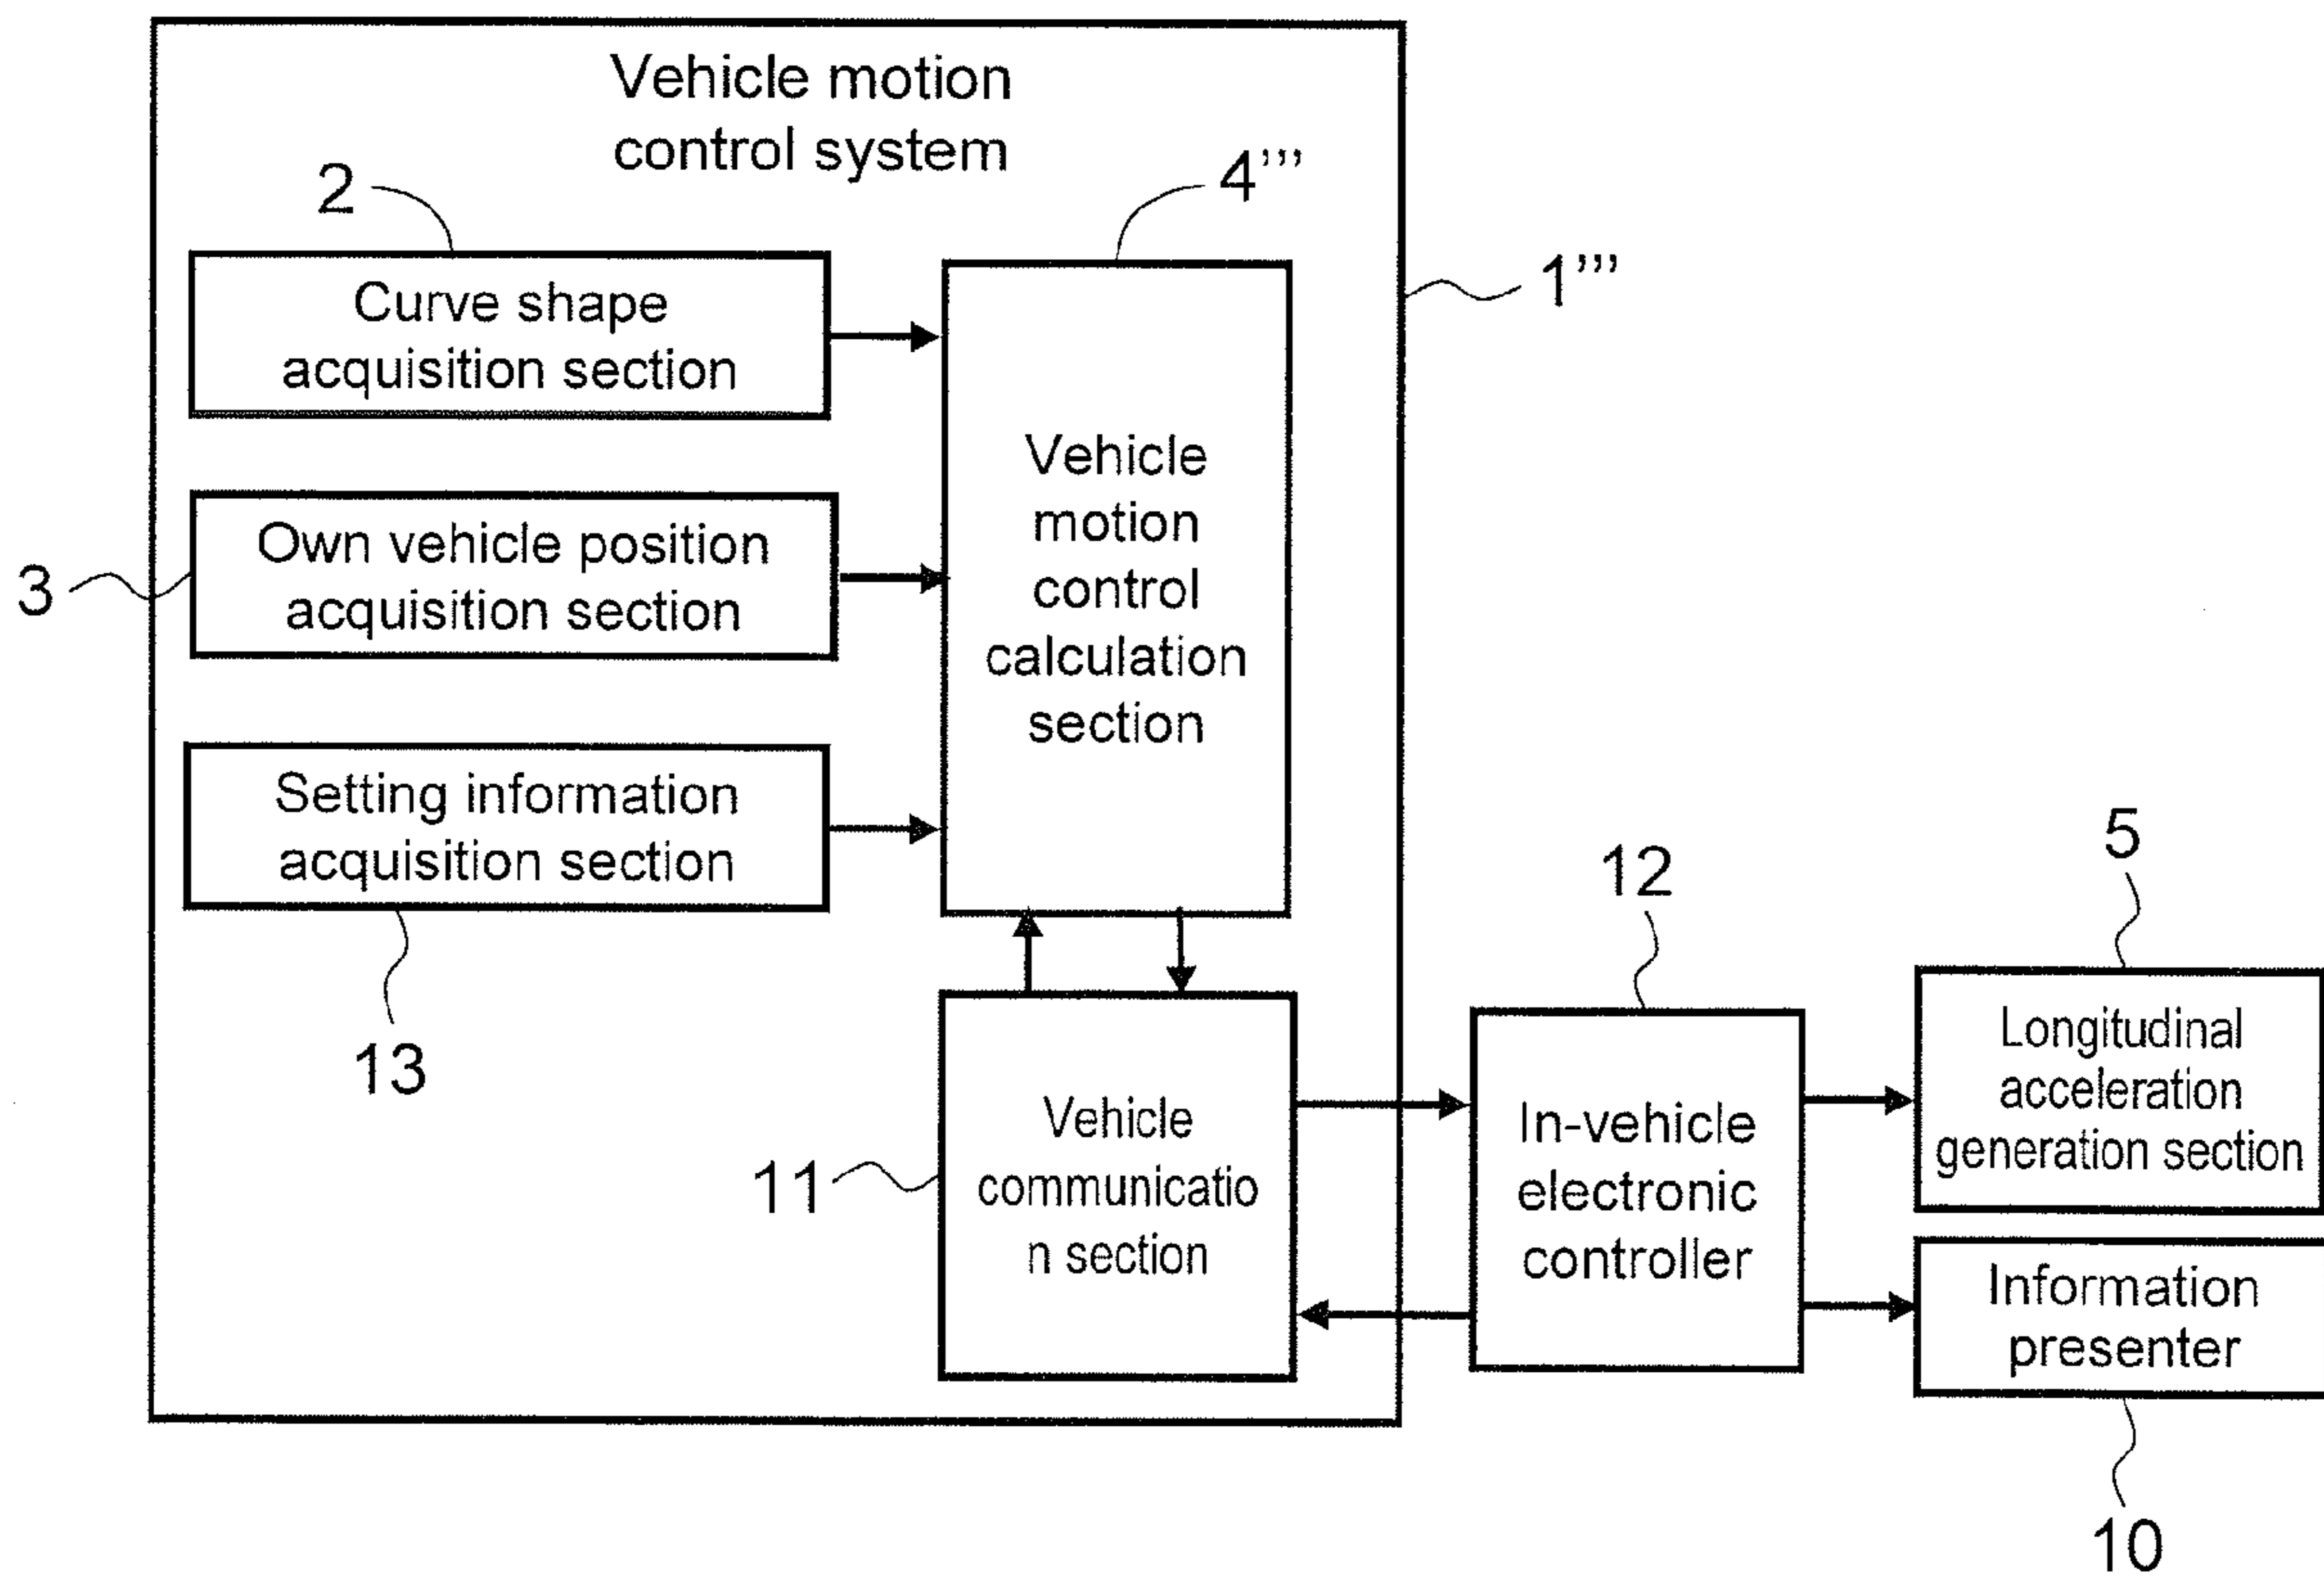 Vehicle motion
control system
2
4’’’
1’’’
Curve shape
acquisition section
3
Own vehicle position
acquisition section
Setting information
acquisition section
13
Vehicle
motion
control
calculation
section
11
Vehicle
communicatio
n section
12
In-vehicle
electronic
controller
5
Longitudinal
acceleration
generation section
Information
presenter
10